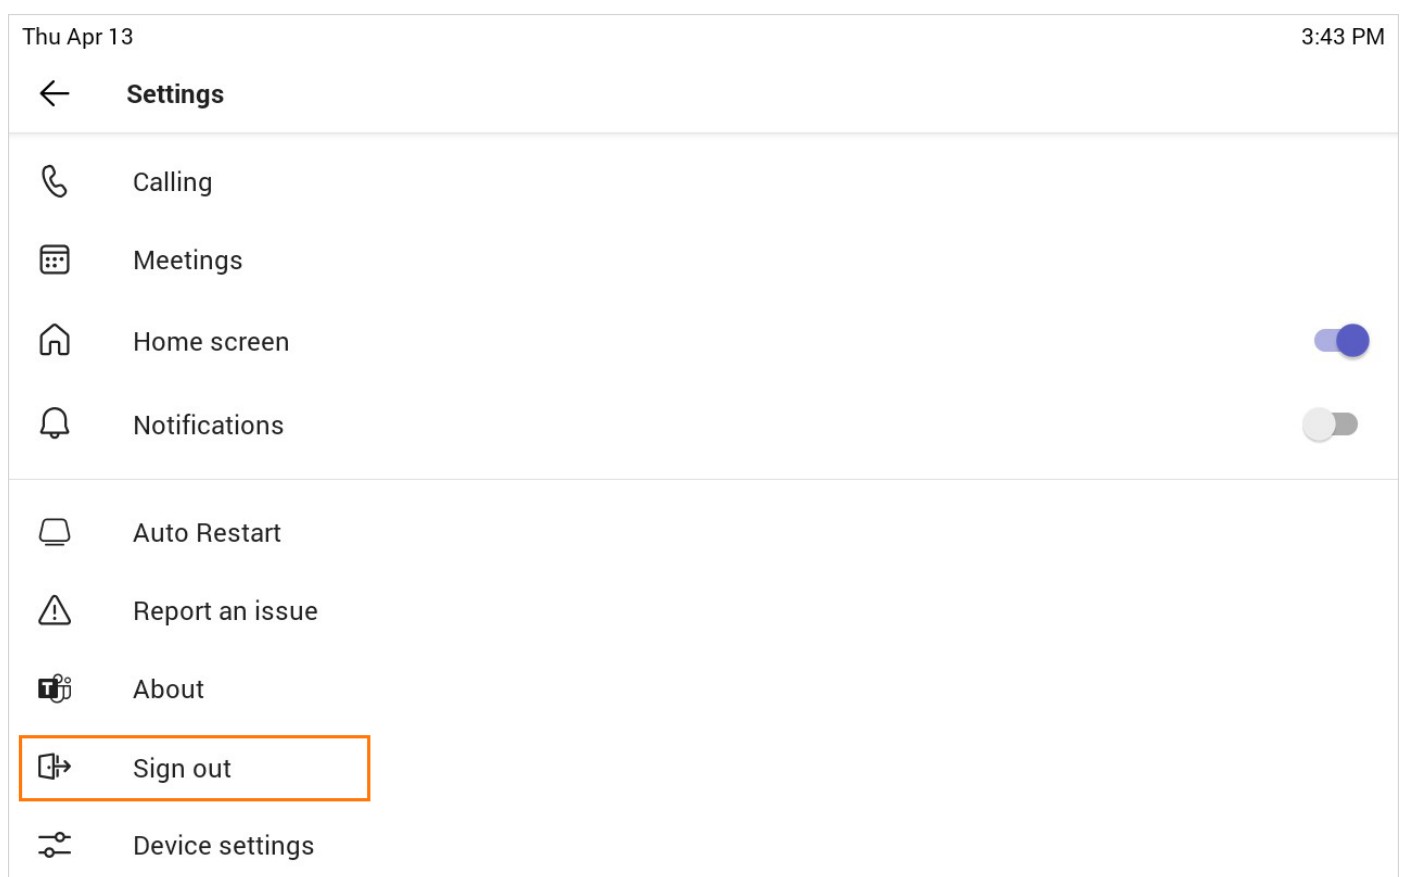 Thu Apr 13
3:43 PM
Settings
Calling
Meetings
Home screen
Notifications
Auto Restart
Report an issue
About
Sign out
Device settings